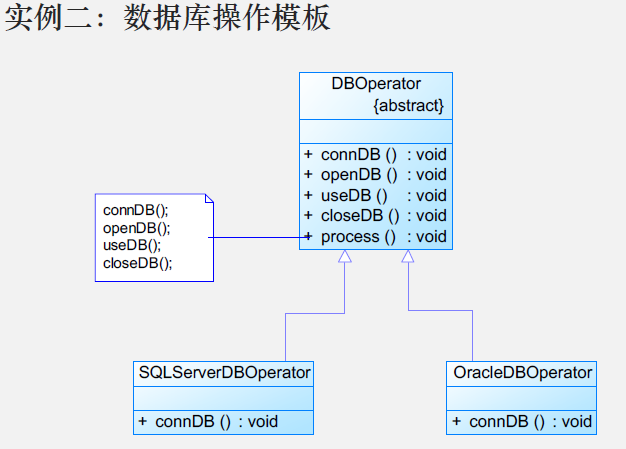 实例二：数据库操作模板
DBOperator
{abstract}
+ connDB () : void
+ openDB () : void
+ useDB () : void
+ closeDB () : void
+ process () : void
connDB();
openDB();
useDB();
closeDB();
SQLServerDBOperator
+ connDB () : void
OracleDBOperator
+ connDB () : void